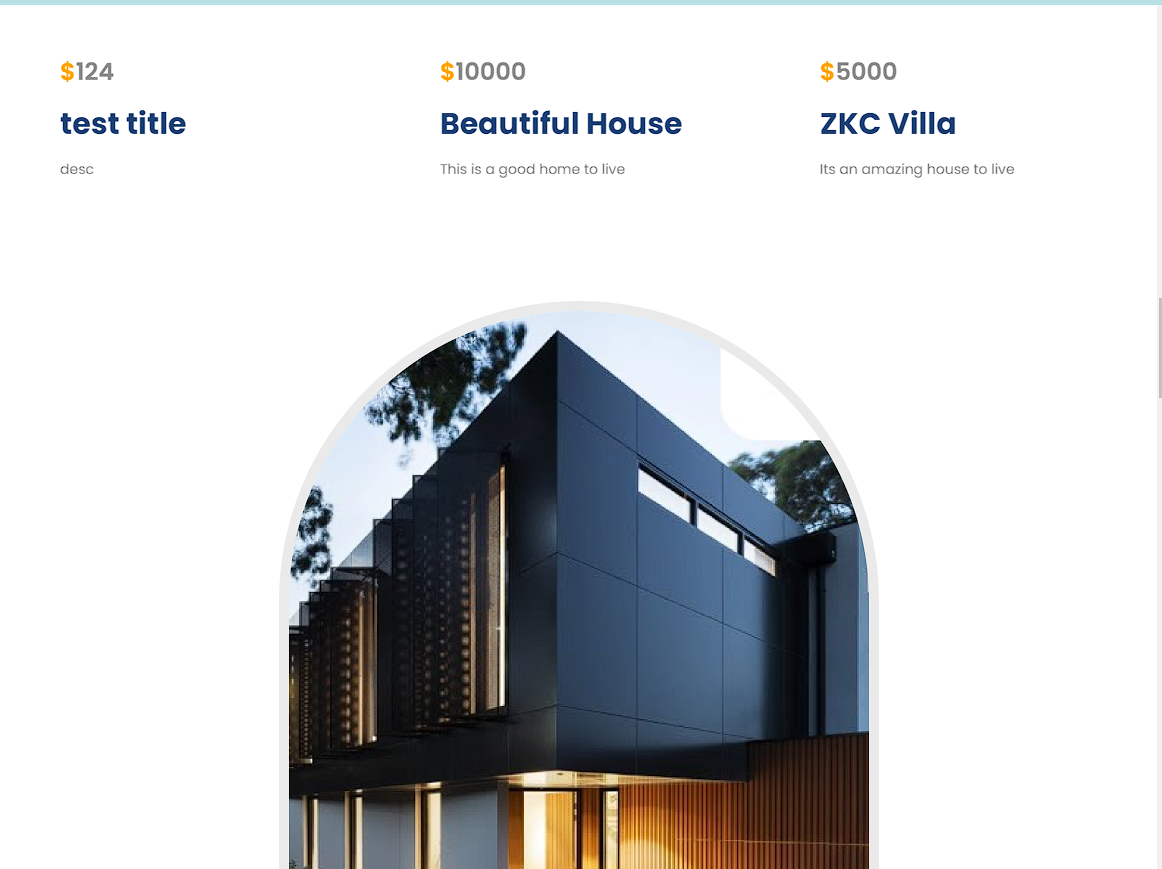 $124
test title
desc
$10000
Beautiful House
This is a good home to live
$5000
ZKC Villa
Its an amazing house to live